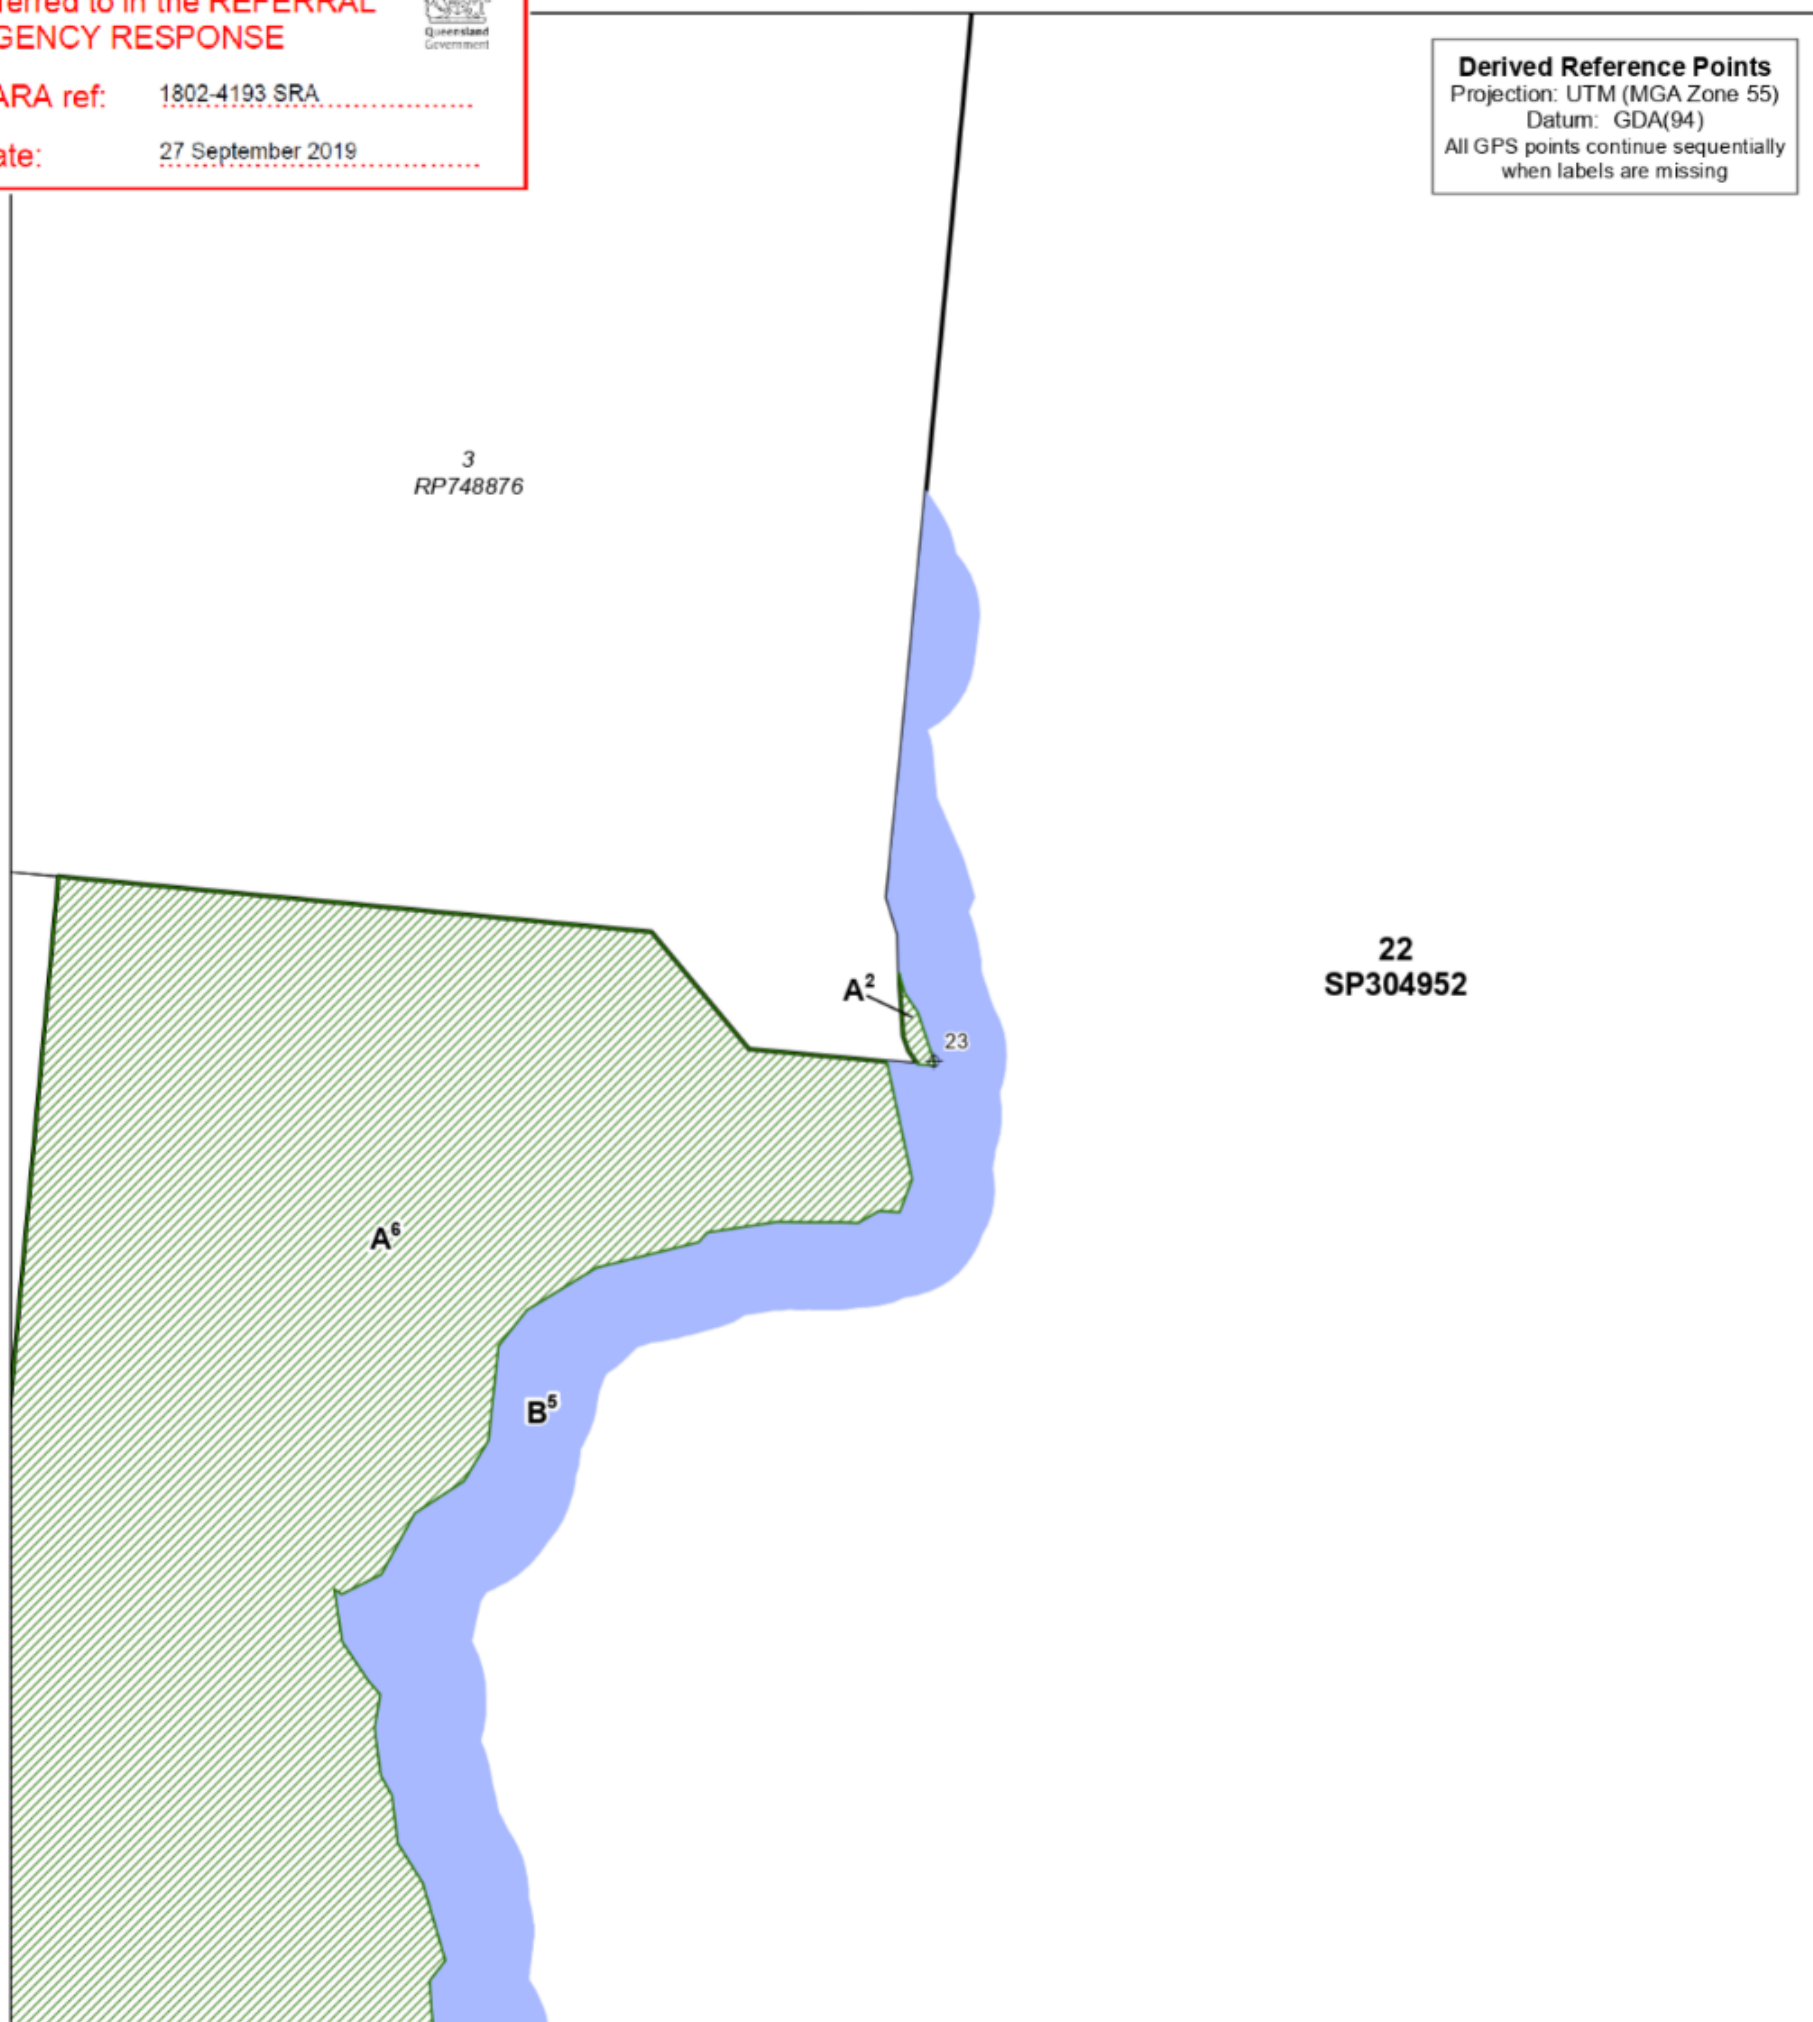 erred to in the REFERRAL
GENCY RESPONSE
Queensland
Government
ARA ref: 1802-4193 SRA
ate: 27 September 2019
Derived Reference Points
Projection: UTM (MGA Zone 55)
Datum: GDA(94)
All GPS points continue sequentially
when labels are missing
3
RP748876
22
SP304952
A²
23
A⁶
B⁵